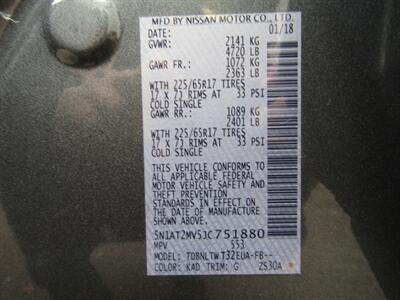 MFD BY NISSAN MOTOR CO., LTD.
DATE: 01/18
GVWR: 2141 KG
4720 LB
GAWR FR: 1072 KG
2363 LB
WITH 225/65R17 TIRES
17 X 7J RIMS AT 33 PSI
COLD SINGLE
GAWR RR: 1089 KG
2401 LB
WITH 225/65R17 TIRES
17 X 7J RIMS AT 33 PSI
COLD SINGLE
THIS VEHICLE CONFORMS TO
ALL APPLICABLE FEDERAL
MOTOR VEHICLE SAFETY AND
THEFT PREVENTION
STANDARDS IN EFFECT ON
THE DATE OF MANUFACTURE
SHOWN ABOVE.
5N1AT2MV5JC751880
MPV 553
MODEL: TDBNLTW T32EUA-FB--
COLOR: KAD TRIM: G ZS30A